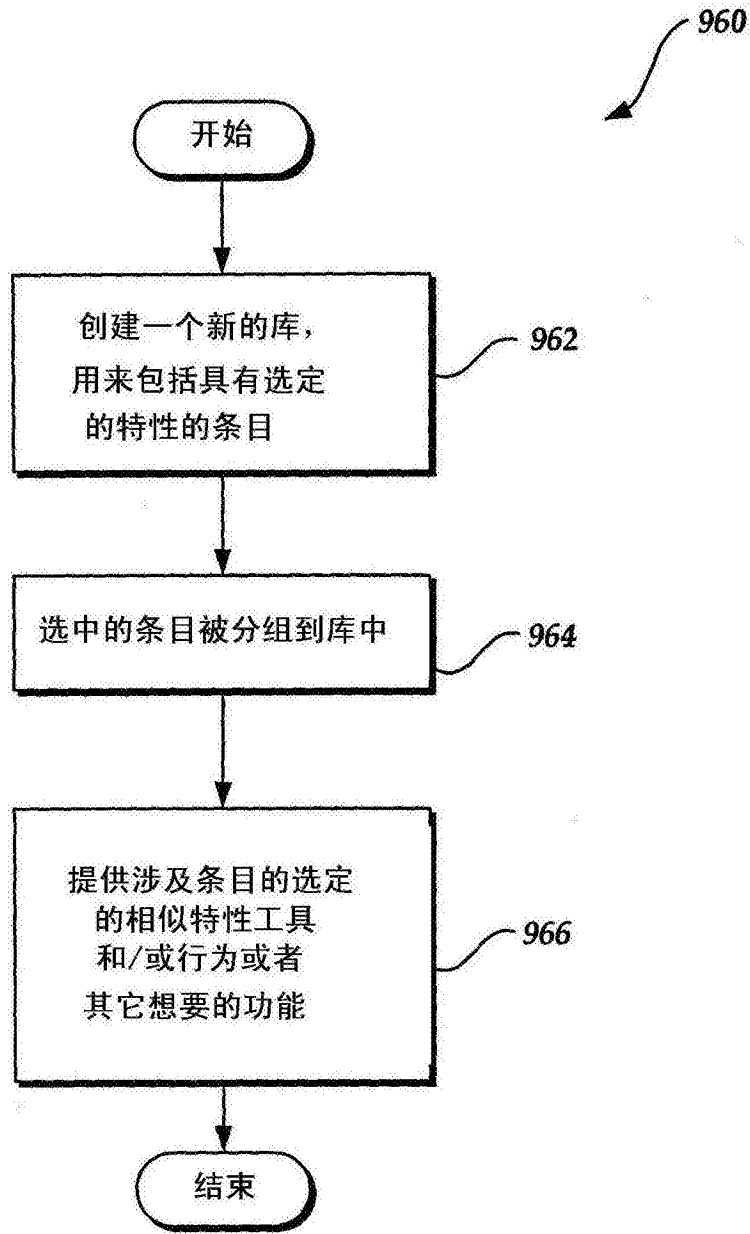 960
开始
创建一个新的库，
用来包括具有选定
的特性的条目
962
选中的条目被分组到库中
964
提供涉及条目的选定
的相似特性工具
和/或行为或者
其它想要的功能
966
结束